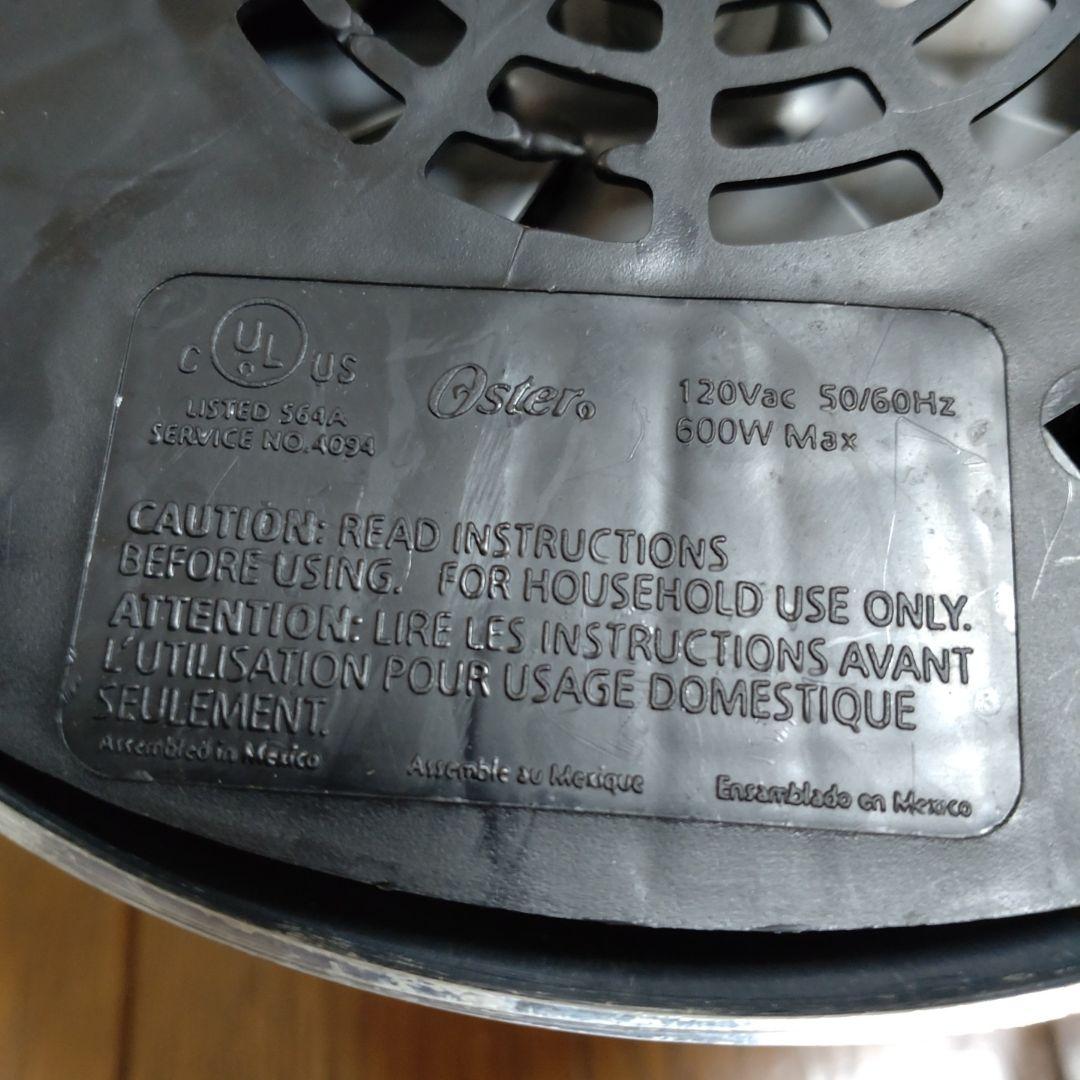 C UL US
LISTED 564A
SERVICE NO.4094
Oster®
120Vac 50/60Hz
600W Max
CAUTION: READ INSTRUCTIONS
BEFORE USING. FOR HOUSEHOLD USE ONLY.
ATTENTION: LIRE LES INSTRUCTIONS AVANT
L'UTILISATION POUR USAGE DOMESTIQUE
SEULEMENT.
Assembled in Mexico
Assemble au Mexique
Ensamblado en Mexico